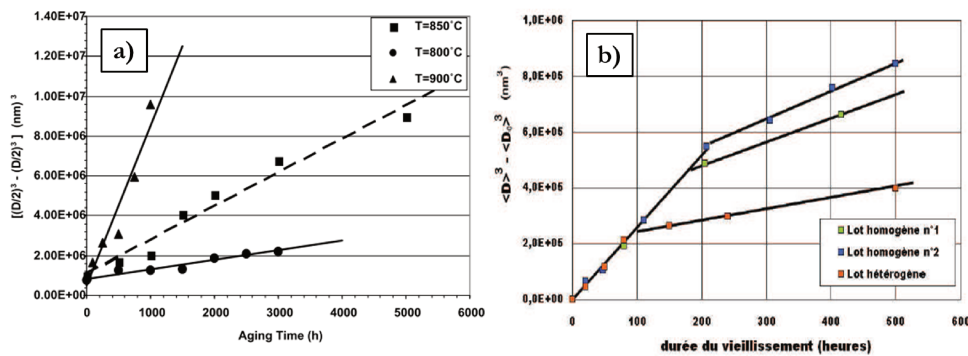 a)
[(D/2)³ - (D/2)³ ] (nm) ³
1.40E+07
1.20E+07
1.00E+07
8.00E+06
6.00E+06
4.00E+06
2.00E+06
0.00E+00
0 1000 2000 3000 4000 5000 6000
Aging Time (h)
T=850°C
T=800°C
T=900°C
b)
<D>³ - <D₀>³ (nm³)
1,0E+06
8,0E+05
6,0E+05
4,0E+05
2,0E+05
0,0E+00
0 100 200 300 400 500 600
durée du vieillissement (heures)
Lot homogène n°1
Lot homogène n°2
Lot hétérogène